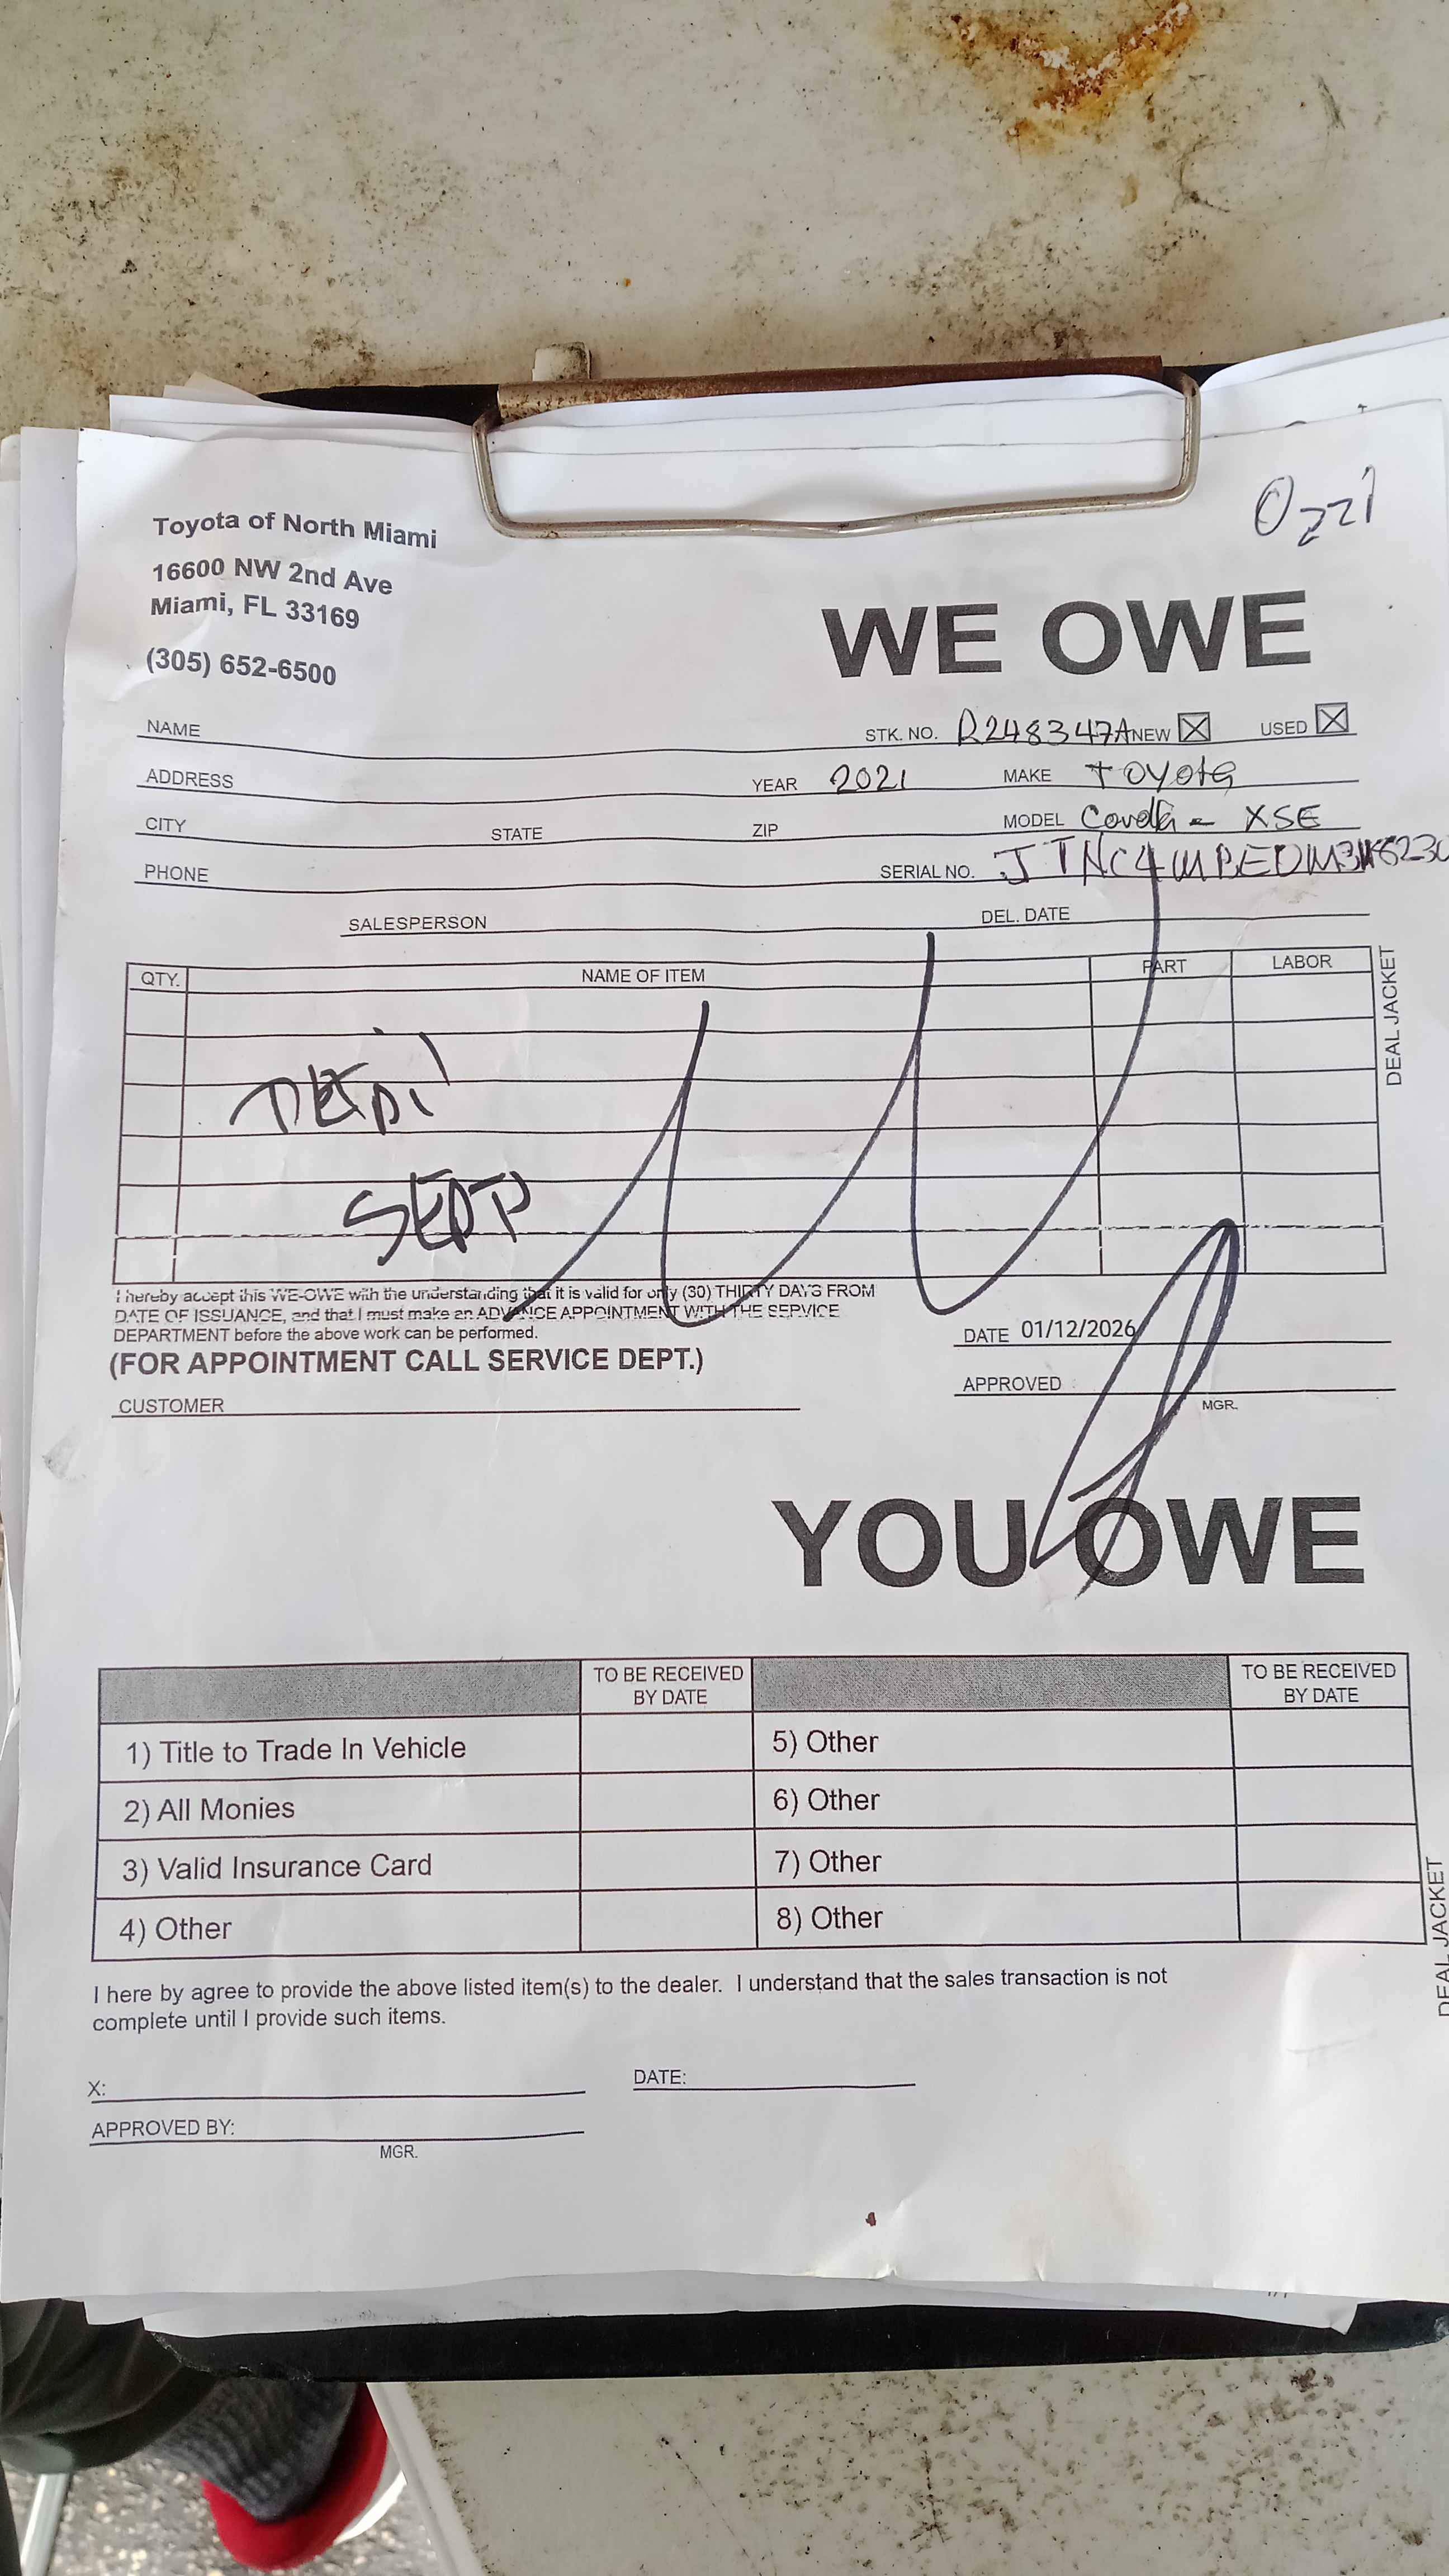 Ozzi
Toyota of North Miami
16600 NW 2nd Ave
Miami, FL 33169
(305) 652-6500
WE OWE
NAME STK. NO. R248347A NEW ☒ USED ☒
ADDRESS YEAR 2021 MAKE Toyota
CITY STATE ZIP MODEL Corolla - XSE
PHONE SERIAL NO.
SALESPERSON DEL. DATE
QTY. NAME OF ITEM PART LABOR
DEAL JACKET
I hereby accept this WE-OWE with the understanding that it is valid for only (30) THIRTY DAYS FROM
DATE OF ISSUANCE, and that I must make an ADVANCE APPOINTMENT WITH THE SERVICE
DEPARTMENT before the above work can be performed.
(FOR APPOINTMENT CALL SERVICE DEPT.)
DATE 01/12/2026
APPROVED
MGR.
CUSTOMER
YOU OWE
TO BE RECEIVED BY DATE TO BE RECEIVED BY DATE
1) Title to Trade In Vehicle 5) Other
2) All Monies 6) Other
3) Valid Insurance Card 7) Other
4) Other 8) Other
DEAL JACKET
I here by agree to provide the above listed item(s) to the dealer. I understand that the sales transaction is not
complete until I provide such items.
X: DATE:
APPROVED BY:
MGR.